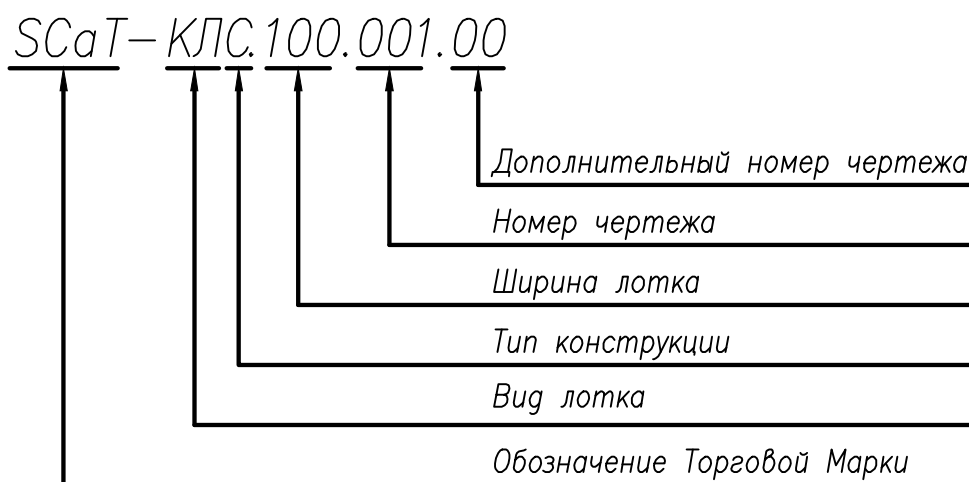 SCaT-КЛС.100.001.00
Дополнительный номер чертежа
Номер чертежа
Ширина лотка
Тип конструкции
Вид лотка
Обозначение Торговой Марки